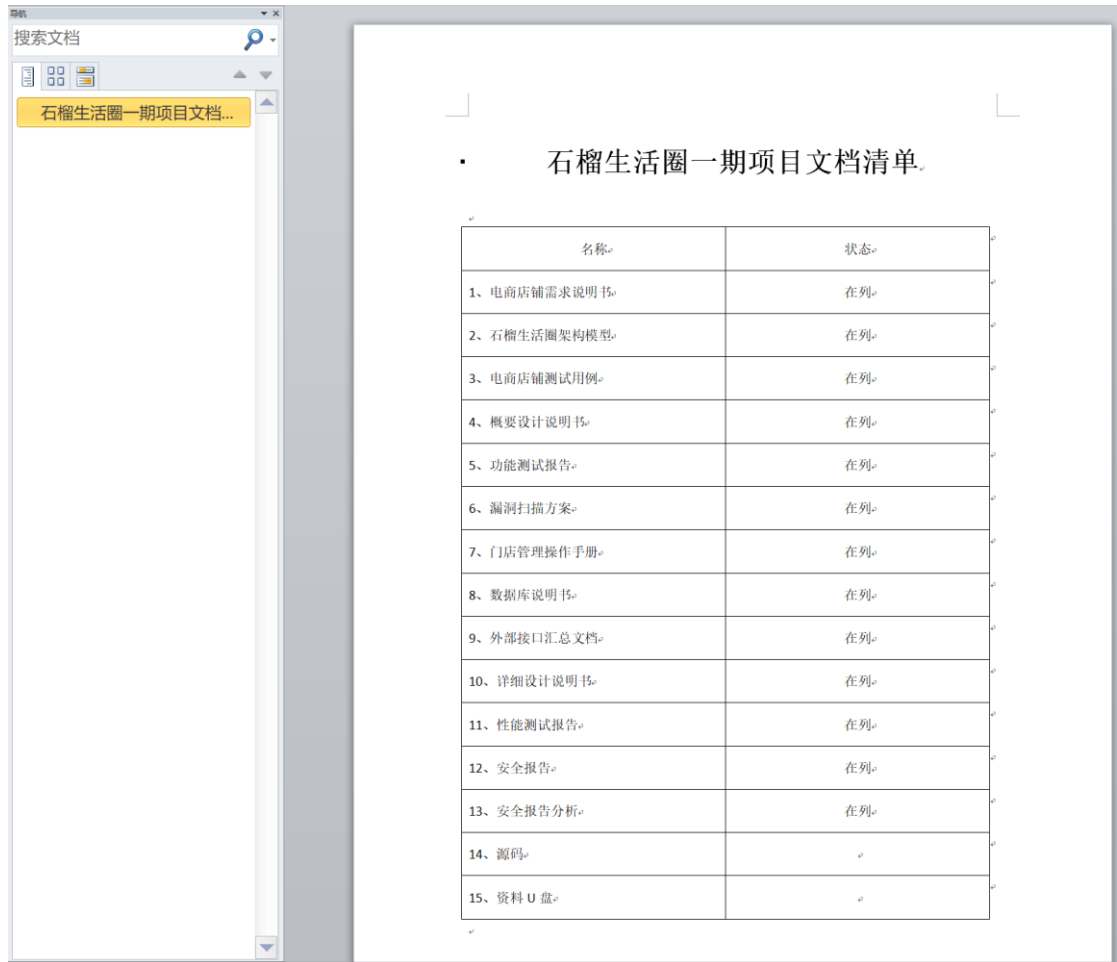 导航
搜索文档
石榴生活圈一期项目文档...
石榴生活圈一期项目文档清单
名称 状态
1、电商店铺需求说明书 在列
2、石榴生活圈架构模型 在列
3、电商店铺测试用例 在列
4、概要设计说明书 在列
5、功能测试报告 在列
6、漏洞扫描方案 在列
7、门店管理操作手册 在列
8、数据库说明书 在列
9、外部接口汇总文档 在列
10、详细设计说明书 在列
11、性能测试报告 在列
12、安全报告 在列
13、安全报告分析 在列
14、源码
15、资料 U 盘